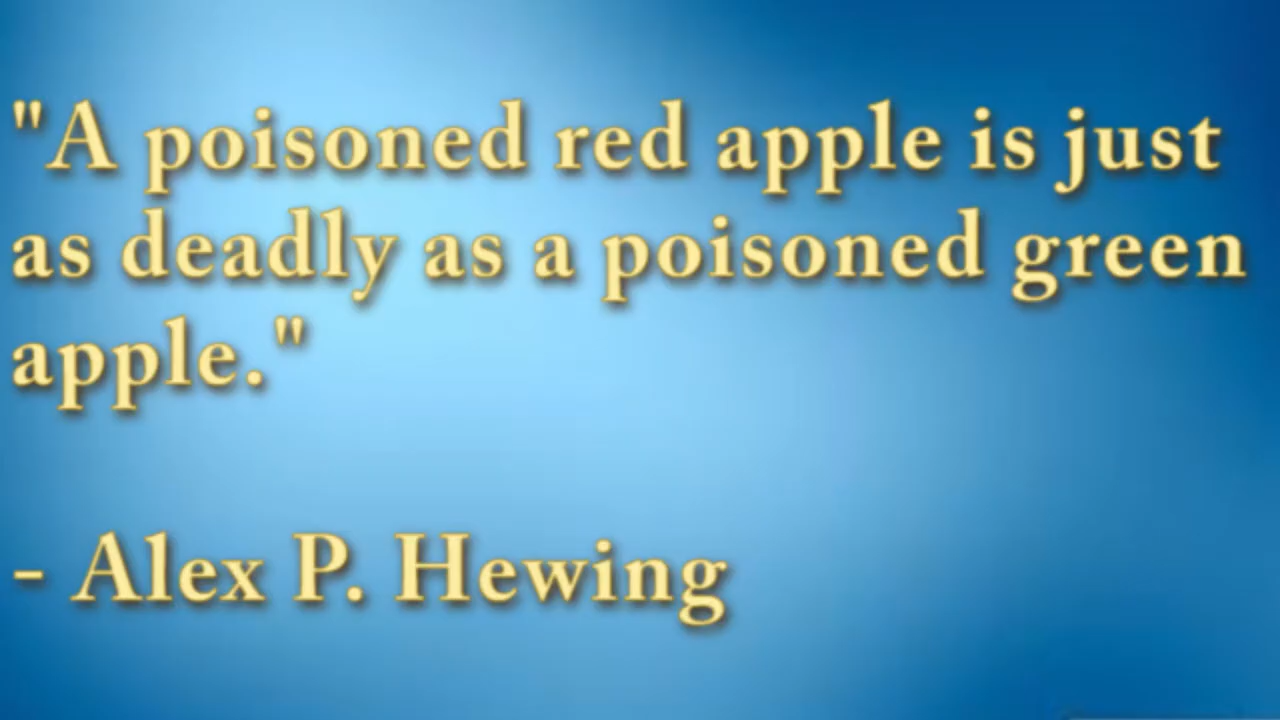 "A poisoned red apple is just
as deadly as a poisoned green
apple."
- Alex P. Hewing